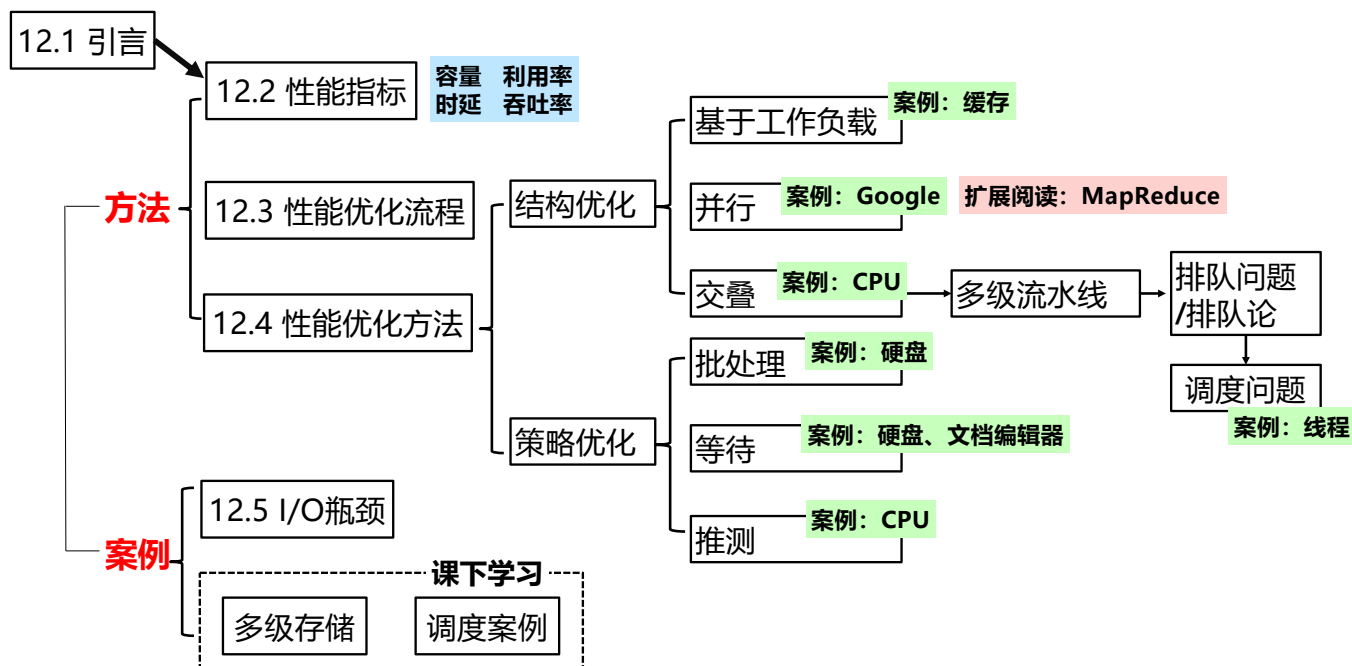 12.1 引言
12.2 性能指标
容量 利用率
时延 吞吐率
方法
12.3 性能优化流程
12.4 性能优化方法
结构优化
基于工作负载
案例：缓存
并行
案例：Google
扩展阅读：MapReduce
交叠
案例：CPU
多级流水线
排队问题
/排队论
调度问题
案例：线程
策略优化
批处理
案例：硬盘
等待
案例：硬盘、文档编辑器
推测
案例：CPU
案例
12.5 I/O瓶颈
课下学习
多级存储
调度案例